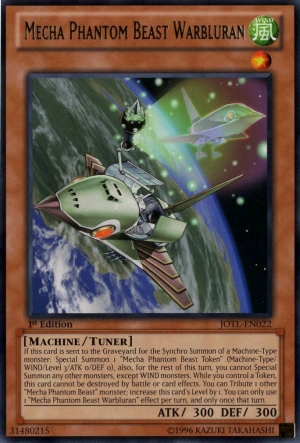 MECHA PHANTOM BEAST WARBLURAN
WIND
風
1st Edition
JOTL-EN022
[MACHINE/TUNER]
If this card is sent to the Graveyard for the Synchro Summon of a Machine-Type
monster: Special Summon 1 "Mecha Phantom Beast Token" (Machine-Type/
WIND/Level 3/ATK 0/DEF 0), also, for the rest of this turn, you cannot Special
Summon any other monsters, except WIND monsters. While you control a Token,
this card cannot be destroyed by battle or card effects. You can Tribute 1 other
"Mecha Phantom Beast" monster; increase this card's Level by 1. You can only use
1 "Mecha Phantom Beast Warbluran" effect per turn, and only once that turn.
ATK/ 300 DEF/ 300
31480215
©1996 KAZUKI TAKAHASHI